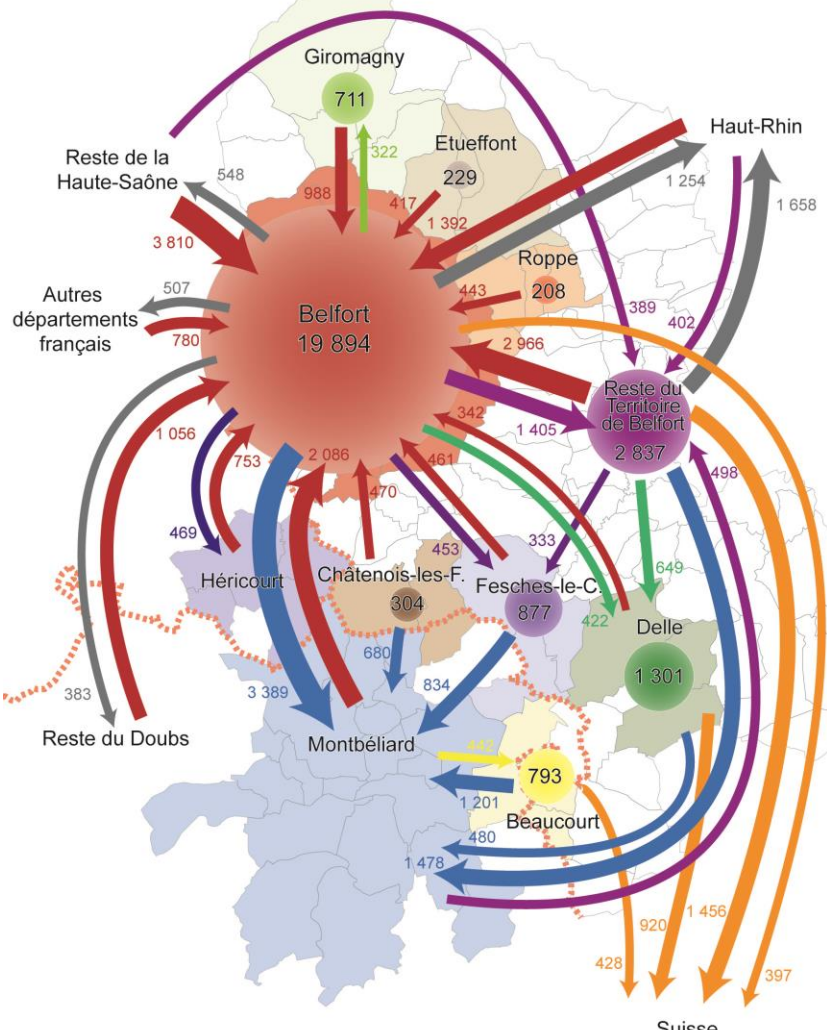 Giromagny
711
Haut-Rhin
322
Etueffont
Reste de la
Haute-Saône
548
229
988
417
1 254
1 392
1 658
3 810
Roppe
507
443
208
Autres
départements
français
Belfort
19 894
389
402
780
2 966
Reste du
Territoire
de Belfort
2 837
342
1 405
1 056
753
2 086
461
498
470
469
453
333
Héricourt
Châtenois-les-F.
304
Fesches-le-C.
877
649
422
Delle
680
1 301
834
383
3 389
Reste du Doubs
Montbéliard
442
793
1 201
Beaucourt
480
1 478
920
1 456
428
397
Suisse